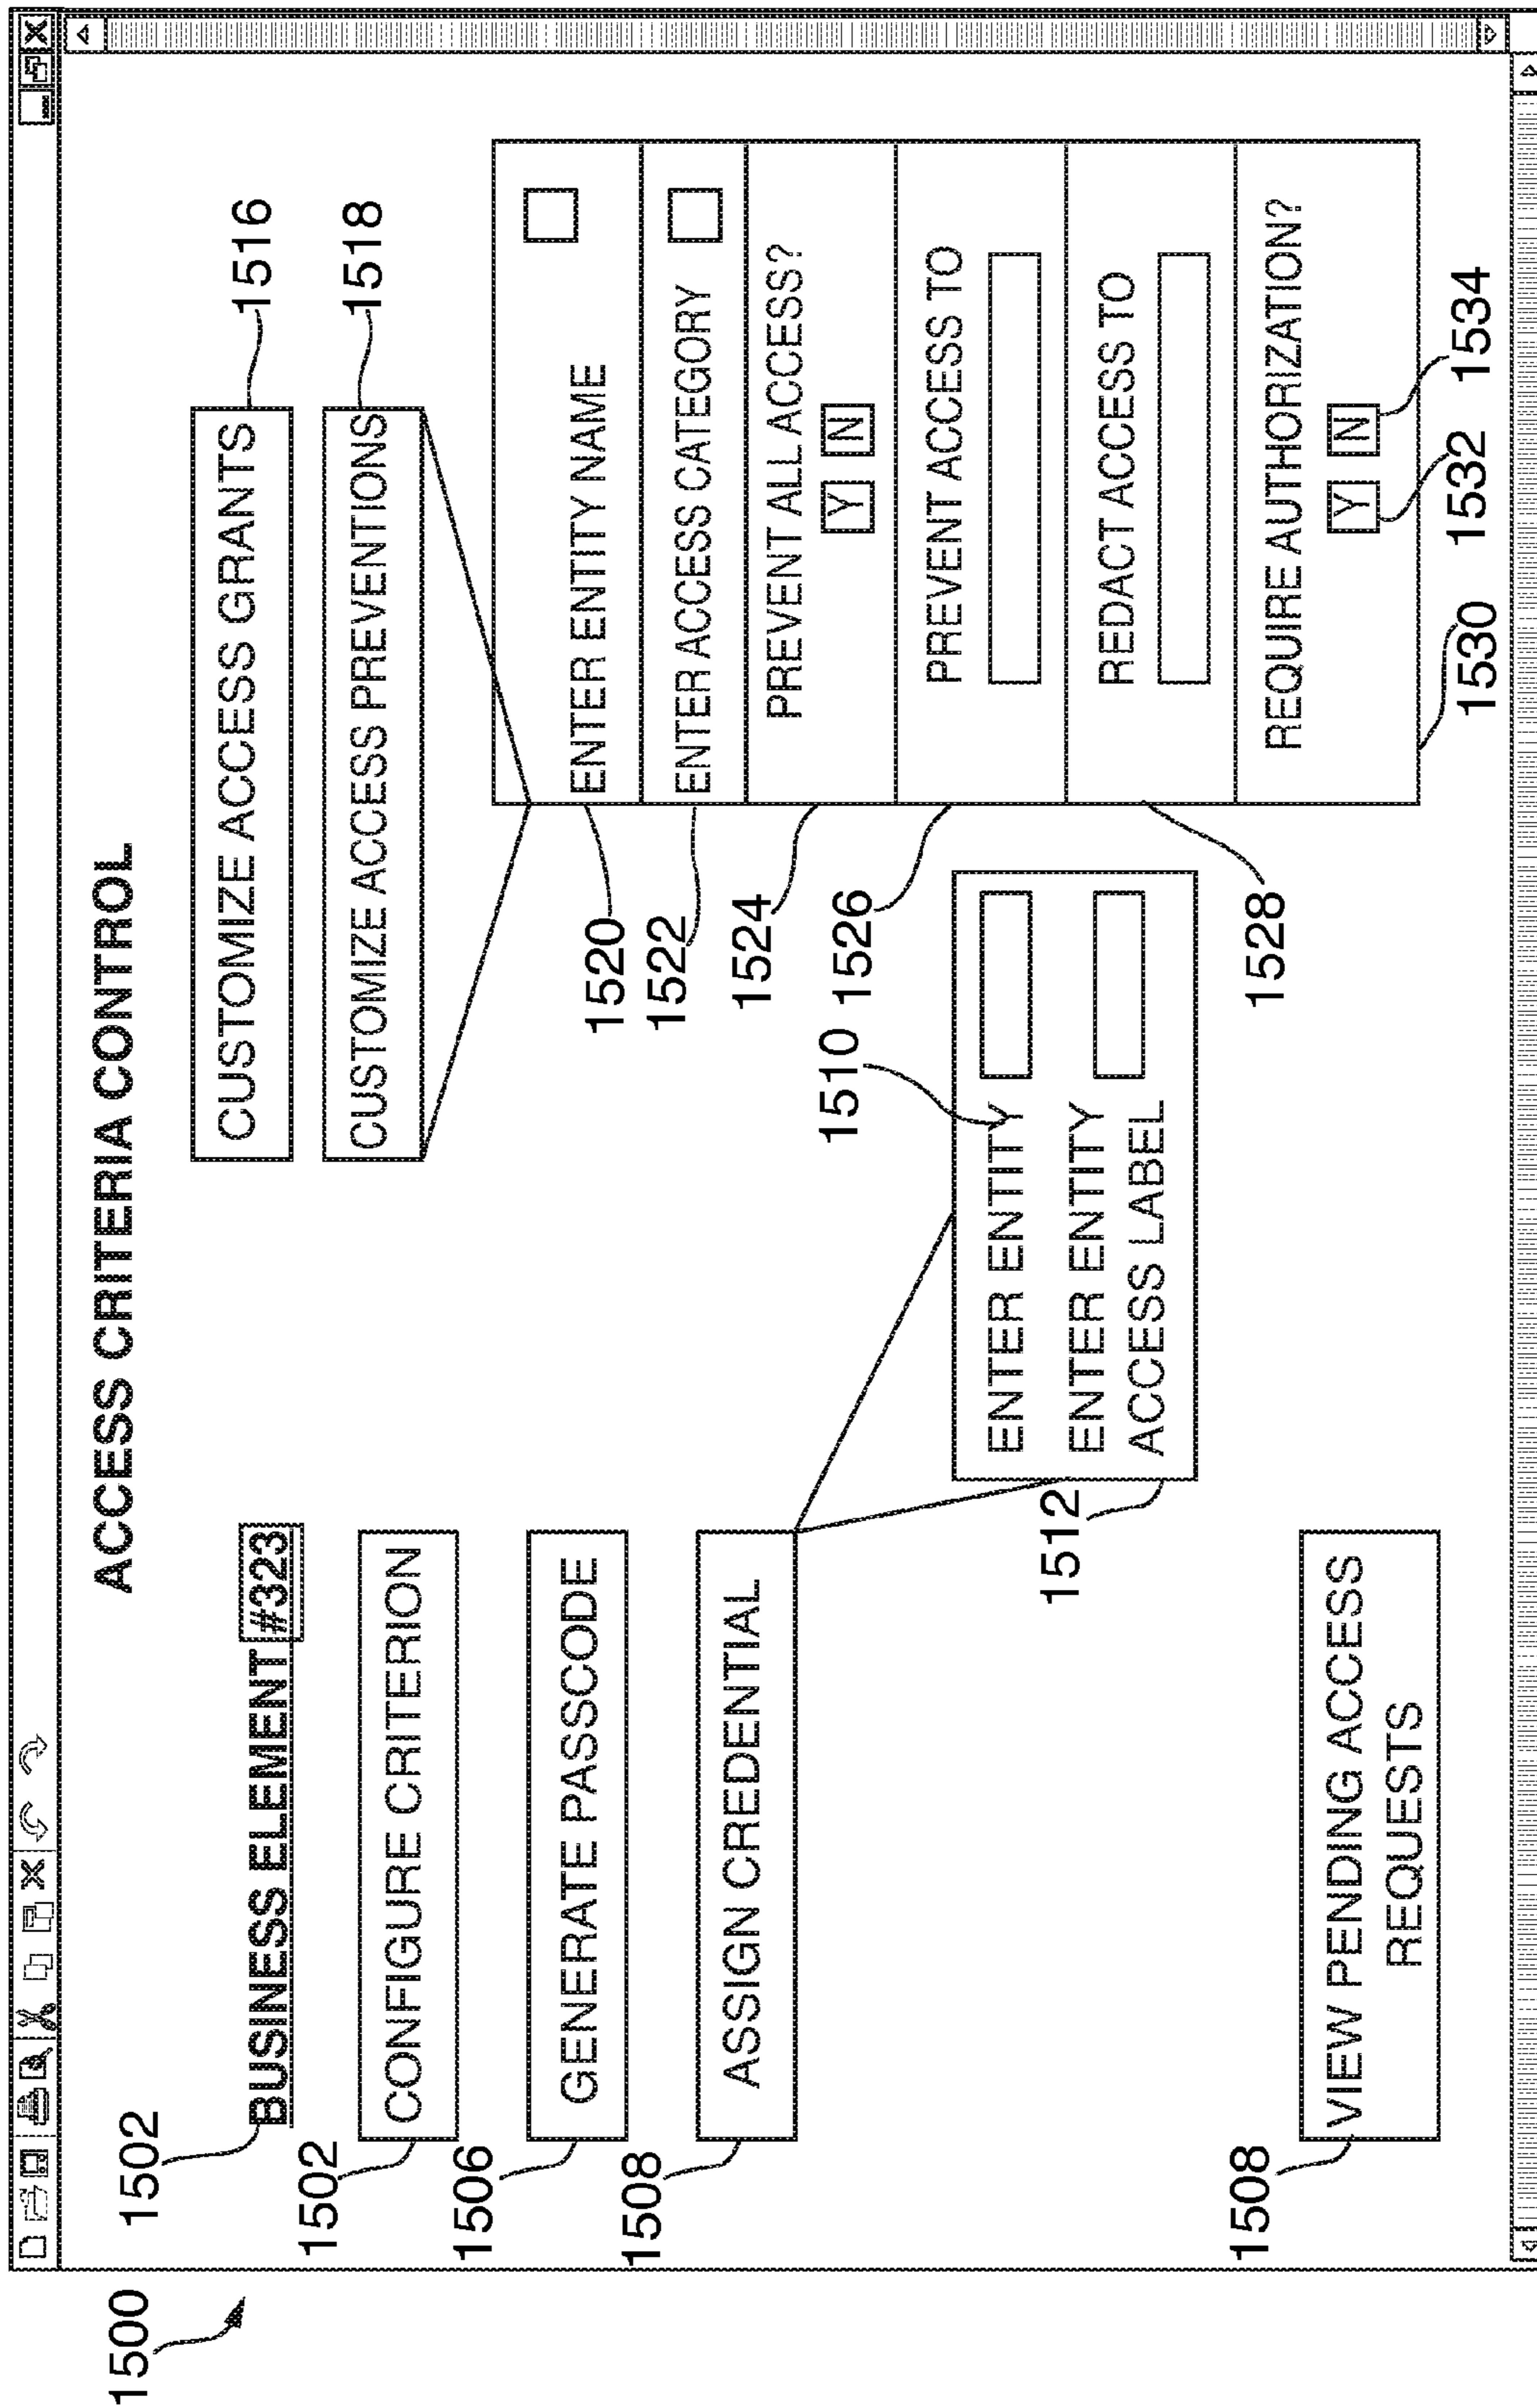 1500
ACCESS CRITERIA CONTROL
1502
BUSINESS ELEMENT #323
1502
CONFIGURE CRITERION
1506
GENERATE PASSCODE
1508
ASSIGN CREDENTIAL
1510
ENTER ENTITY
ENTER ENTITY
ACCESS LABEL
1512
1508
VIEW PENDING ACCESS
REQUESTS
CUSTOMIZE ACCESS GRANTS
1516
CUSTOMIZE ACCESS PREVENTIONS
1518
1520
ENTER ENTITY NAME
1522
ENTER ACCESS CATEGORY
1524
PREVENT ALL ACCESS?
Y N
1526
PREVENT ACCESS TO
1528
REDACT ACCESS TO
REQUIRE AUTHORIZATION?
Y N
1530
1532
1534